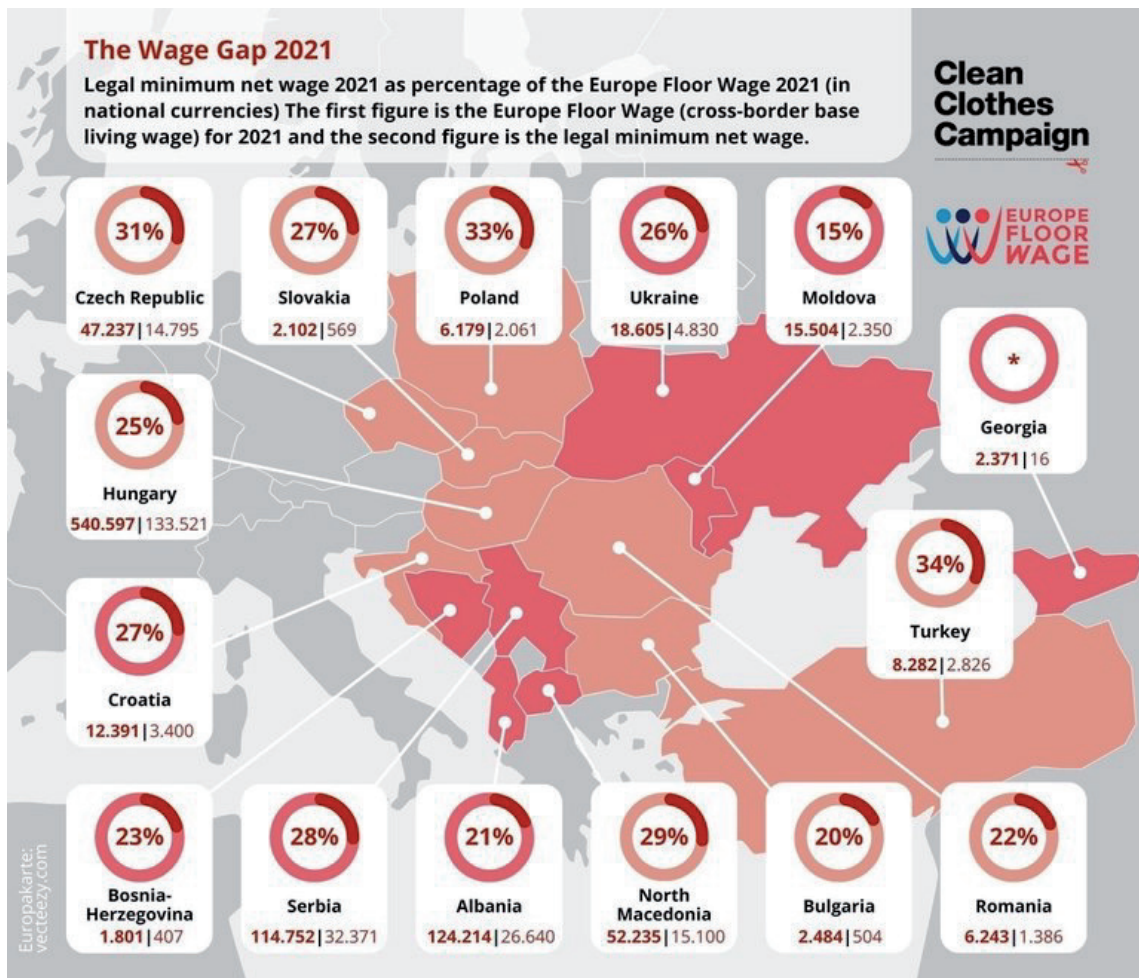 The Wage Gap 2021
Legal minimum net wage 2021 as percentage of the Europe Floor Wage 2021 (in
national currencies) The first figure is the Europe Floor Wage (cross-border base
living wage) for 2021 and the second figure is the legal minimum net wage.
Clean
Clothes
Campaign
EUROPE
FLOOR
WAGE
31%
Czech Republic
47.237|14.795
27%
Slovakia
2.102|569
33%
Poland
6.179|2.061
26%
Ukraine
18.605|4.830
15%
Moldova
15.504|2.350
*
Georgia
2.371|16
25%
Hungary
540.597|133.521
34%
Turkey
8.282|2.826
27%
Croatia
12.391|3.400
23%
Bosnia-
Herzegovina
1.801|407
28%
Serbia
114.752|32.371
21%
Albania
124.214|26.640
29%
North
Macedonia
52.235|15.100
20%
Bulgaria
2.484|504
22%
Romania
6.243|1.386
Europakarte:
vecteezy.com